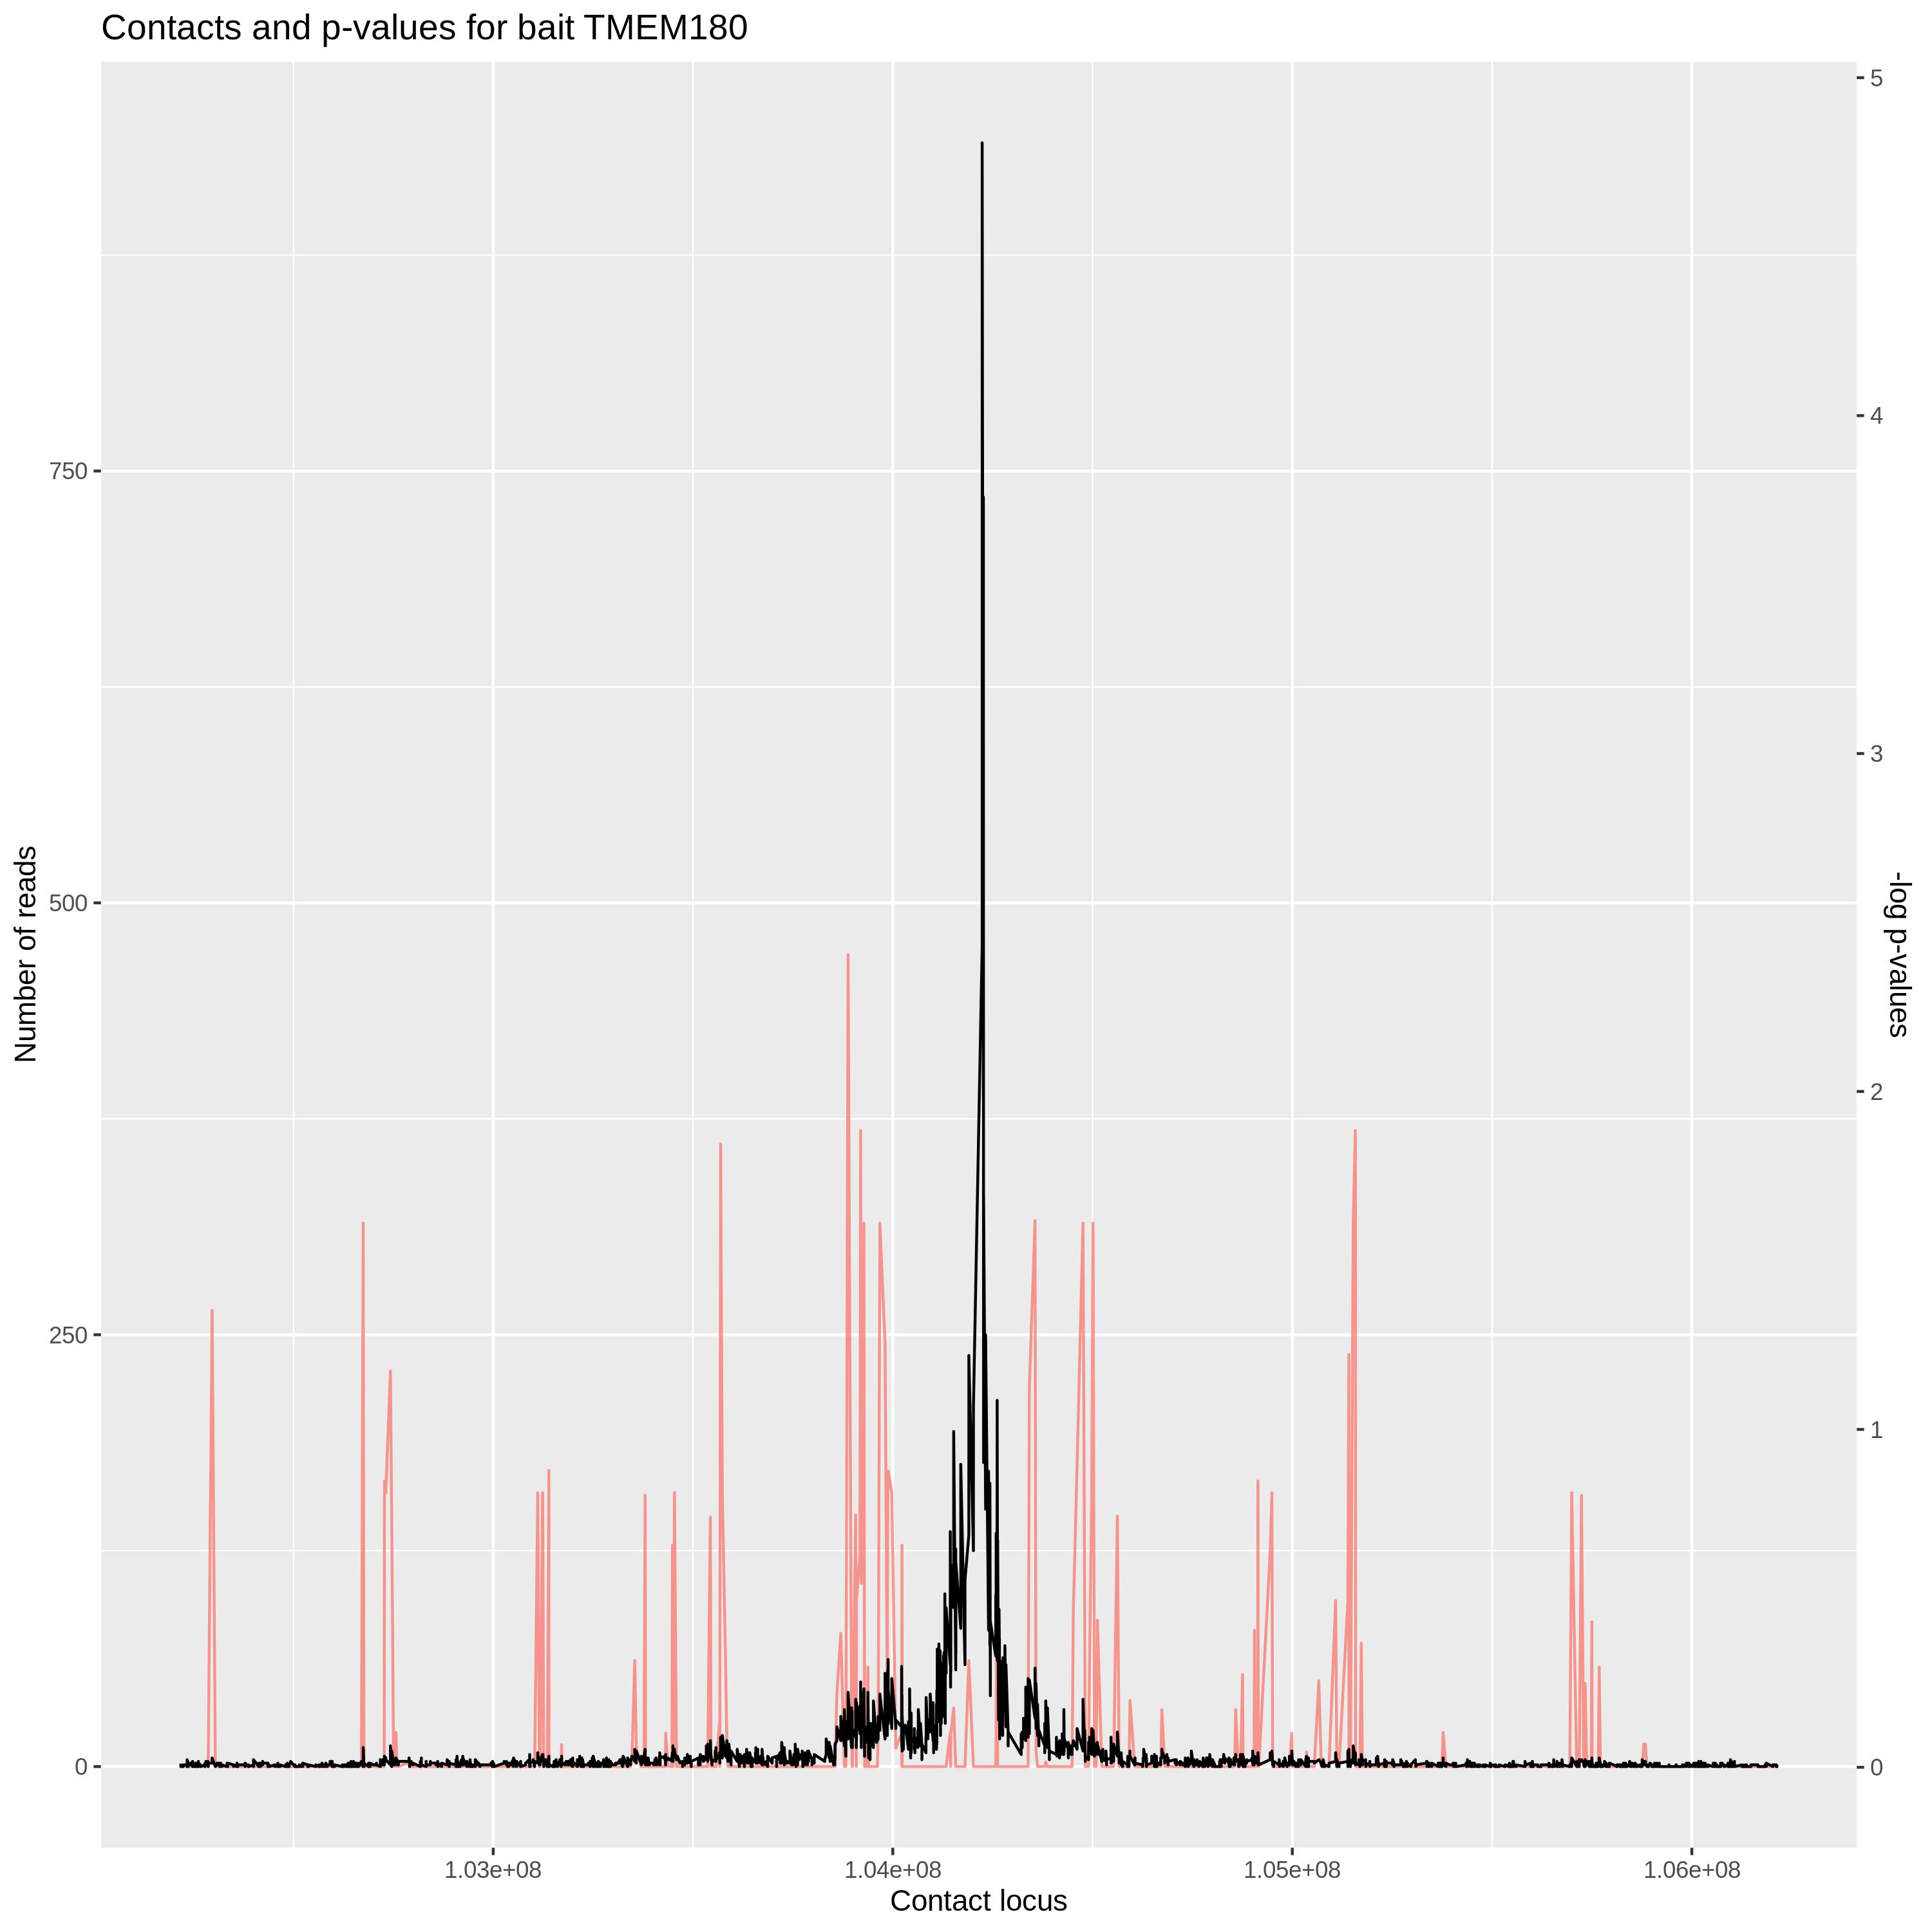 Contacts and p-values for bait TMEM180
Number of reads
750
500
250
0
5
4
3
2
1
0
-log p-values
1.03e+08
1.04e+08
1.05e+08
1.06e+08
Contact locus